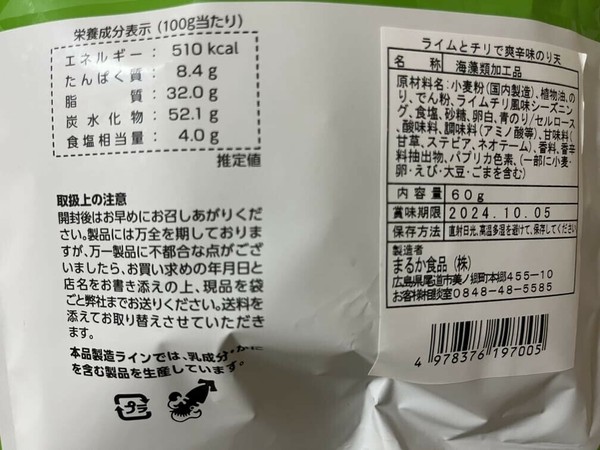 栄養成分表示 (100g当たり)
エネルギー: 510 kcal
たんぱく質: 8.4 g
脂質: 32.0 g
炭水化物: 52.1 g
食塩相当量: 4.0 g
推定値
取扱上の注意
開封後はお早めにお召しあがりくだ
さい。製品には万全を期しております
が、万一製品に不都合な点がござ
いましたら、お買い求めの年月日と
店名をお書き添えの上、現品を袋
ごと弊社までお送りください。送料を
添えてお取り替えさせていただき
ます。
本品製造ラインでは、乳成分・かに
を含む製品を生産しています。
プラ
ライムとチリで爽辛味のり天
名称 海藻類加工品
原材料名:小麦粉(国内製造)、植物油、の
り、でん粉、ライムチリ風味シーズニン
グ、食塩、砂糖、卵白、青のり/セルロース、
酸味料、調味料(アミノ酸等)、甘味料(
甘草、ステビア、ネオテーム)、香料、香辛
料抽出物、パプリカ色素、(一部に小麦・
卵・えび・大豆・ごまを含む)
内容量 60g
賞味期限 2024.10.05
保存方法 直射日光、高温多湿を避けて、保存してください
製造者
まるか食品 (株)
広島県尾道市美ノ郷町本郷455-10
お客様相談室0848-48-5585
4 978376 197005